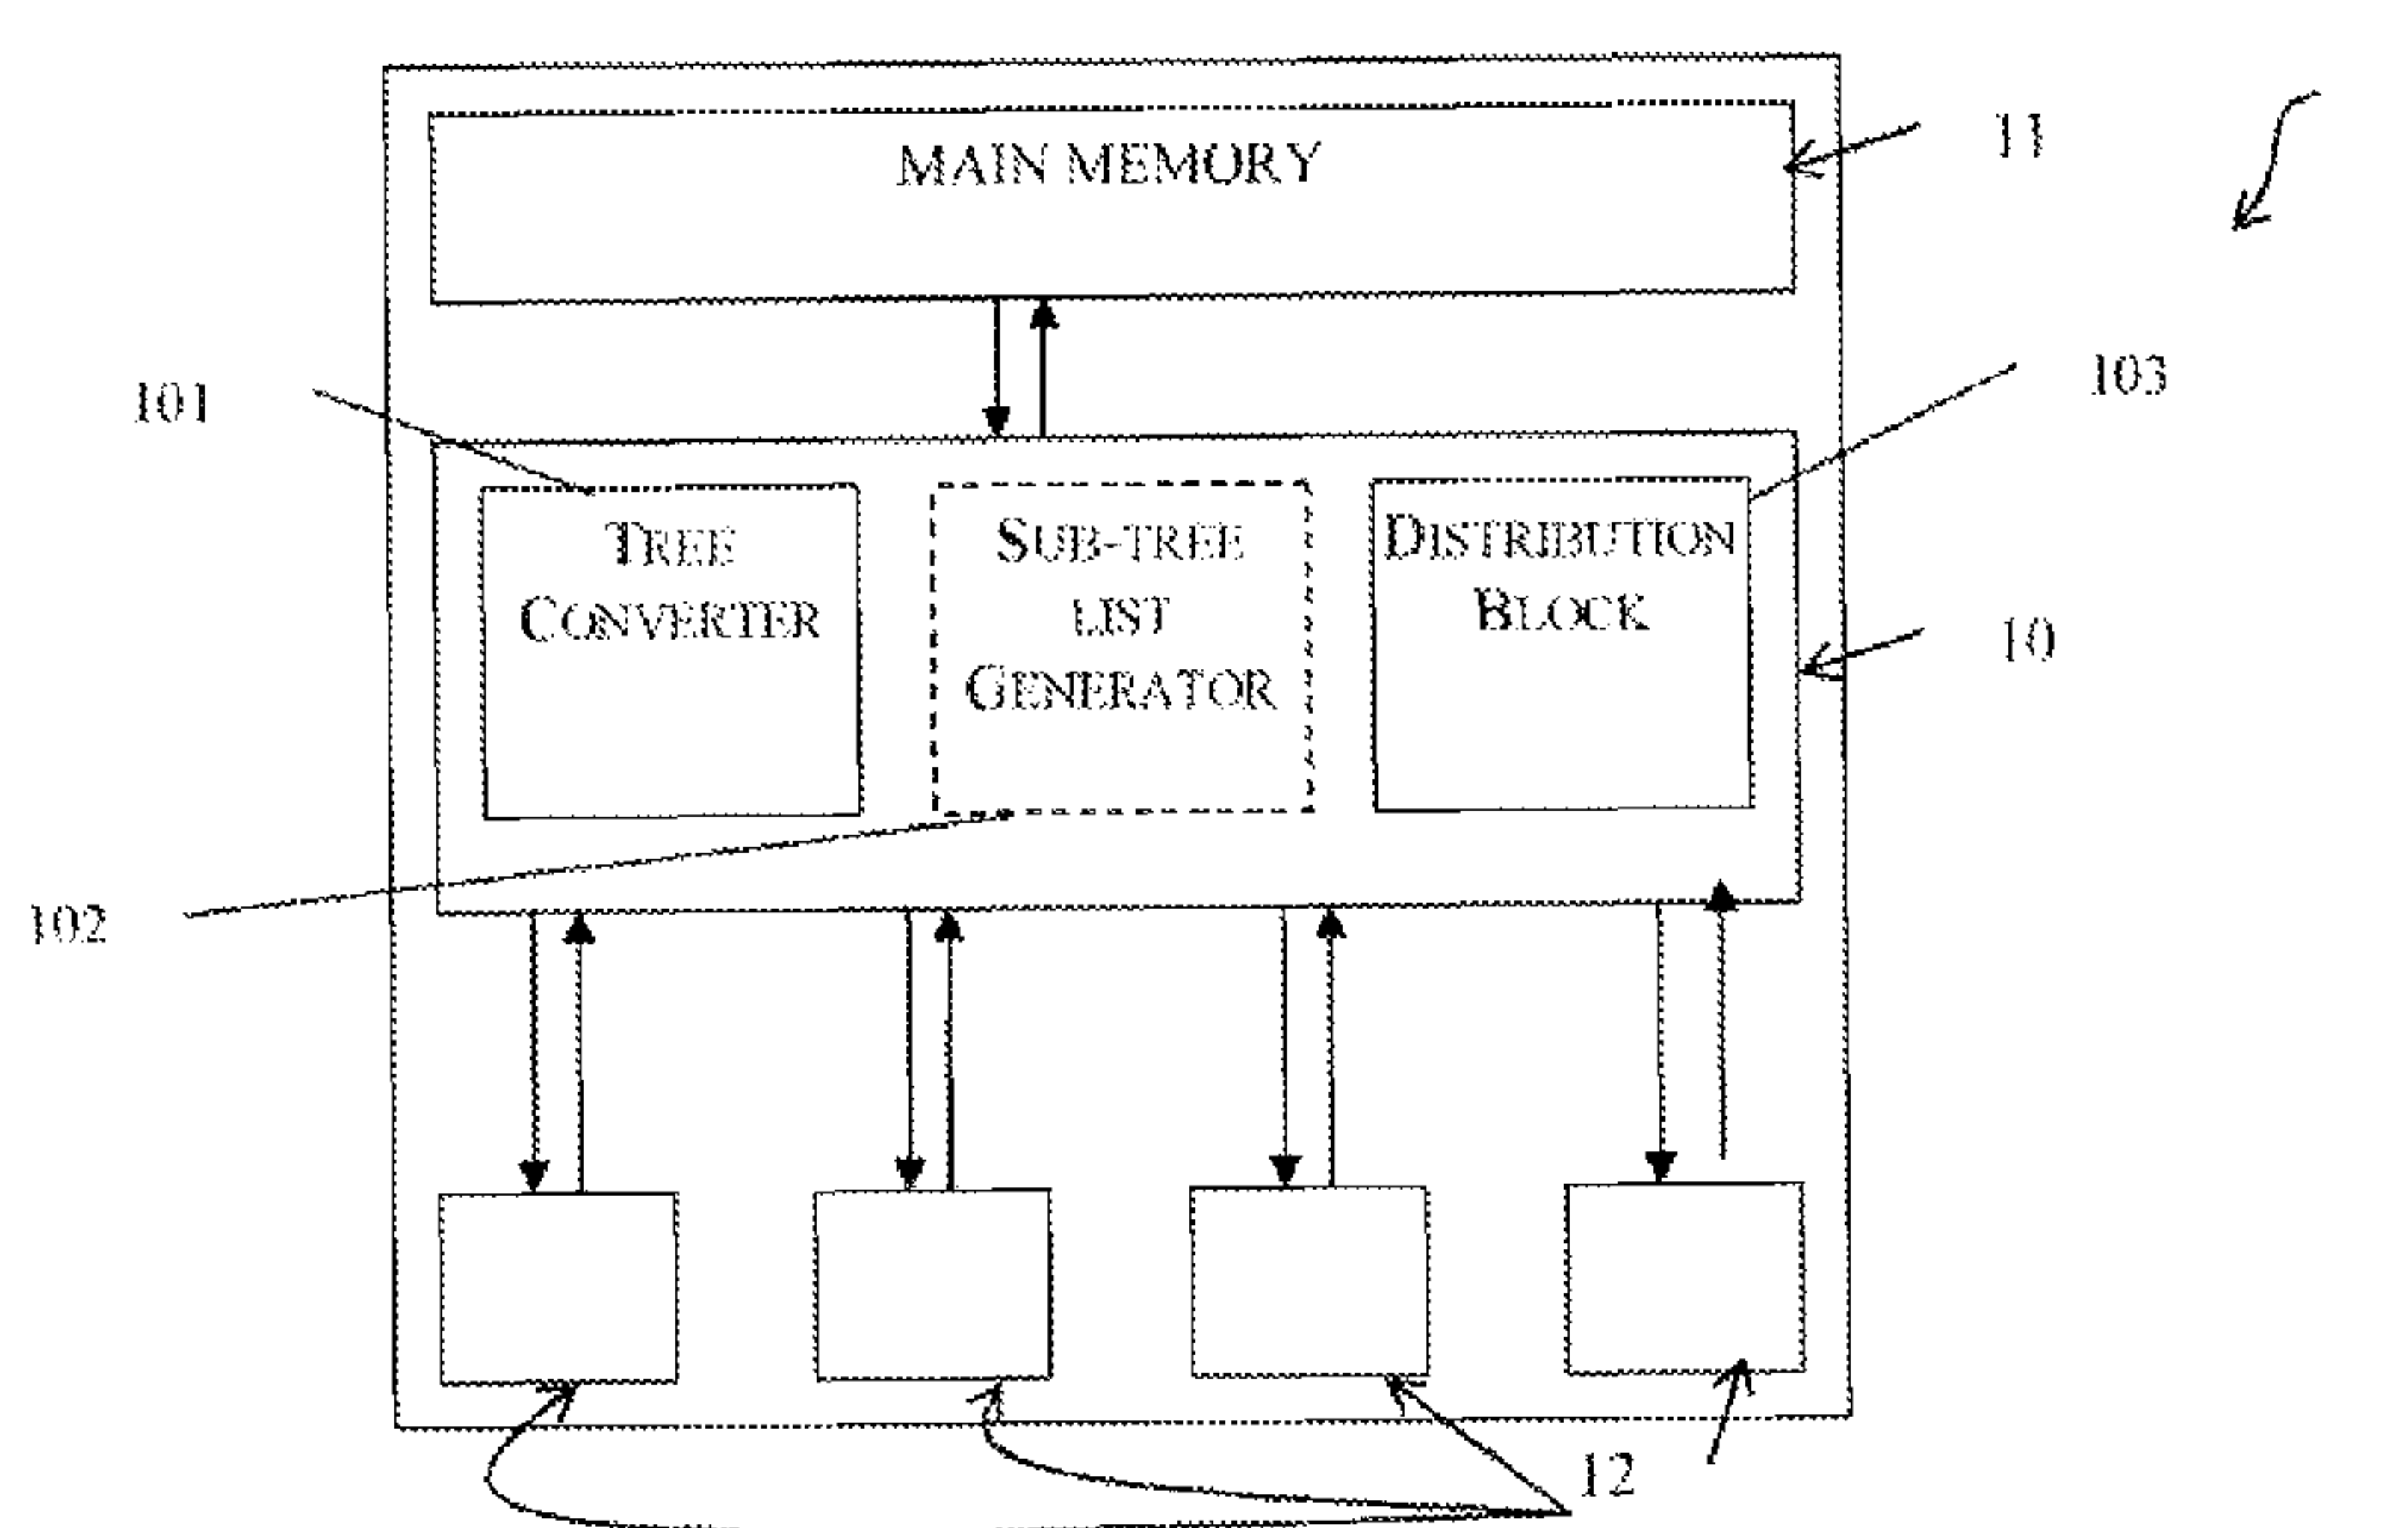 MAIN MEMORY
11
101
103
TREE
CONVERTER
SUB-TREE
LIST
GENERATOR
DISTRIBUTION
BLOCK
10
102
12